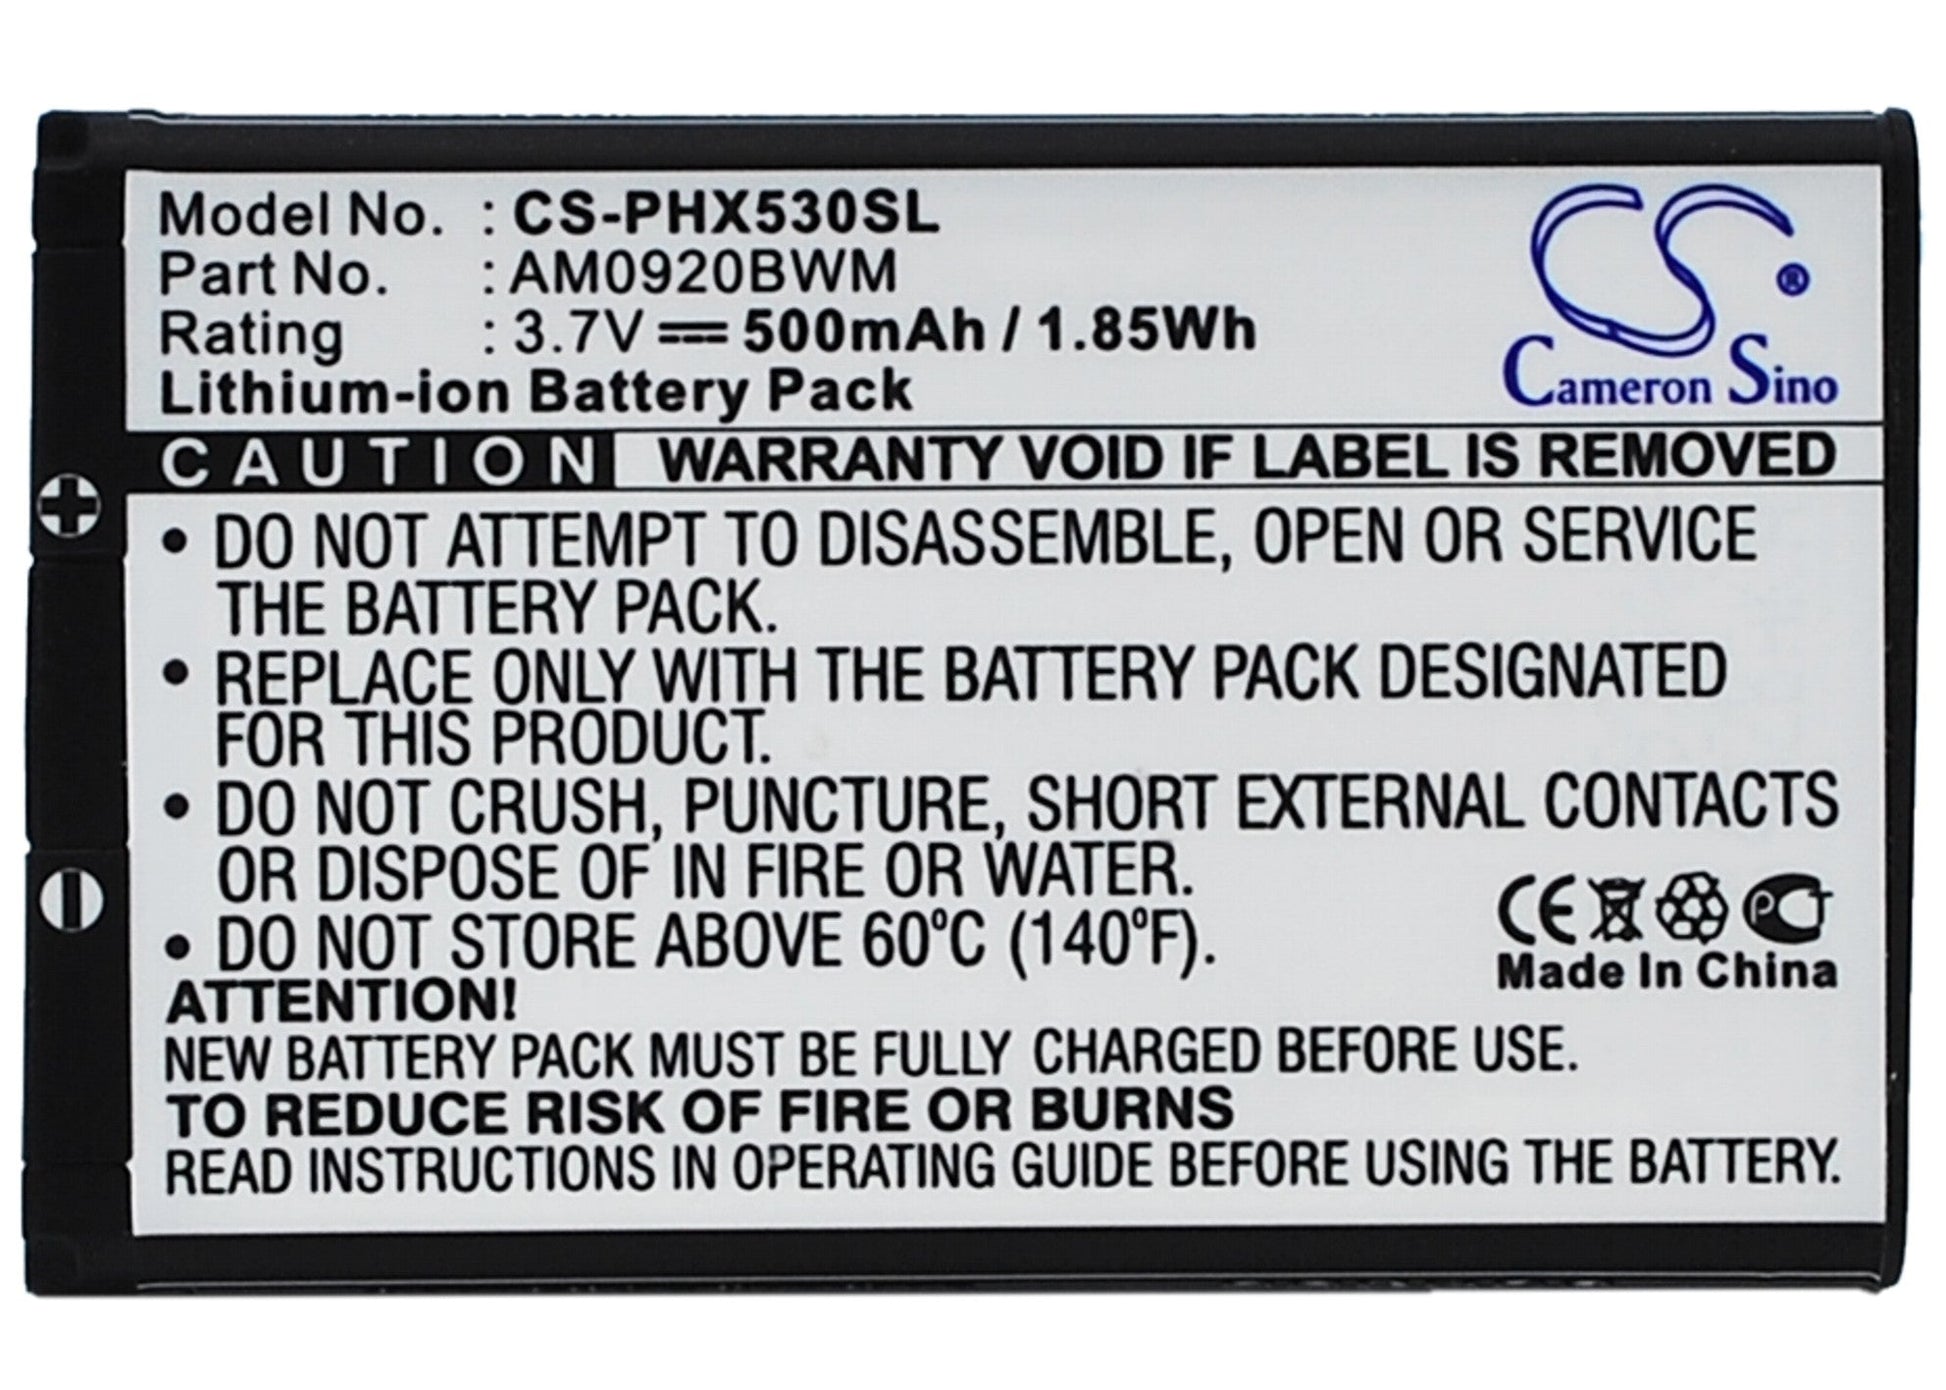 Model No. : CS-PHX530SL
Part No. : AM0920BWM
Rating : 3.7V 500mAh / 1.85Wh
Lithium-ion Battery Pack
CS ®
Cameron Sino
CAUTION WARRANTY VOID IF LABEL IS REMOVED
• DO NOT ATTEMPT TO DISASSEMBLE, OPEN OR SERVICE
THE BATTERY PACK.
• REPLACE ONLY WITH THE BATTERY PACK DESIGNATED
FOR THIS PRODUCT.
• DO NOT CRUSH, PUNCTURE, SHORT EXTERNAL CONTACTS
OR DISPOSE OF IN FIRE OR WATER.
• DO NOT STORE ABOVE 60°C (140°F).
CE PCT
Made In China
ATTENTION!
NEW BATTERY PACK MUST BE FULLY CHARGED BEFORE USE.
TO REDUCE RISK OF FIRE OR BURNS
READ INSTRUCTIONS IN OPERATING GUIDE BEFORE USING THE BATTERY.
+
-